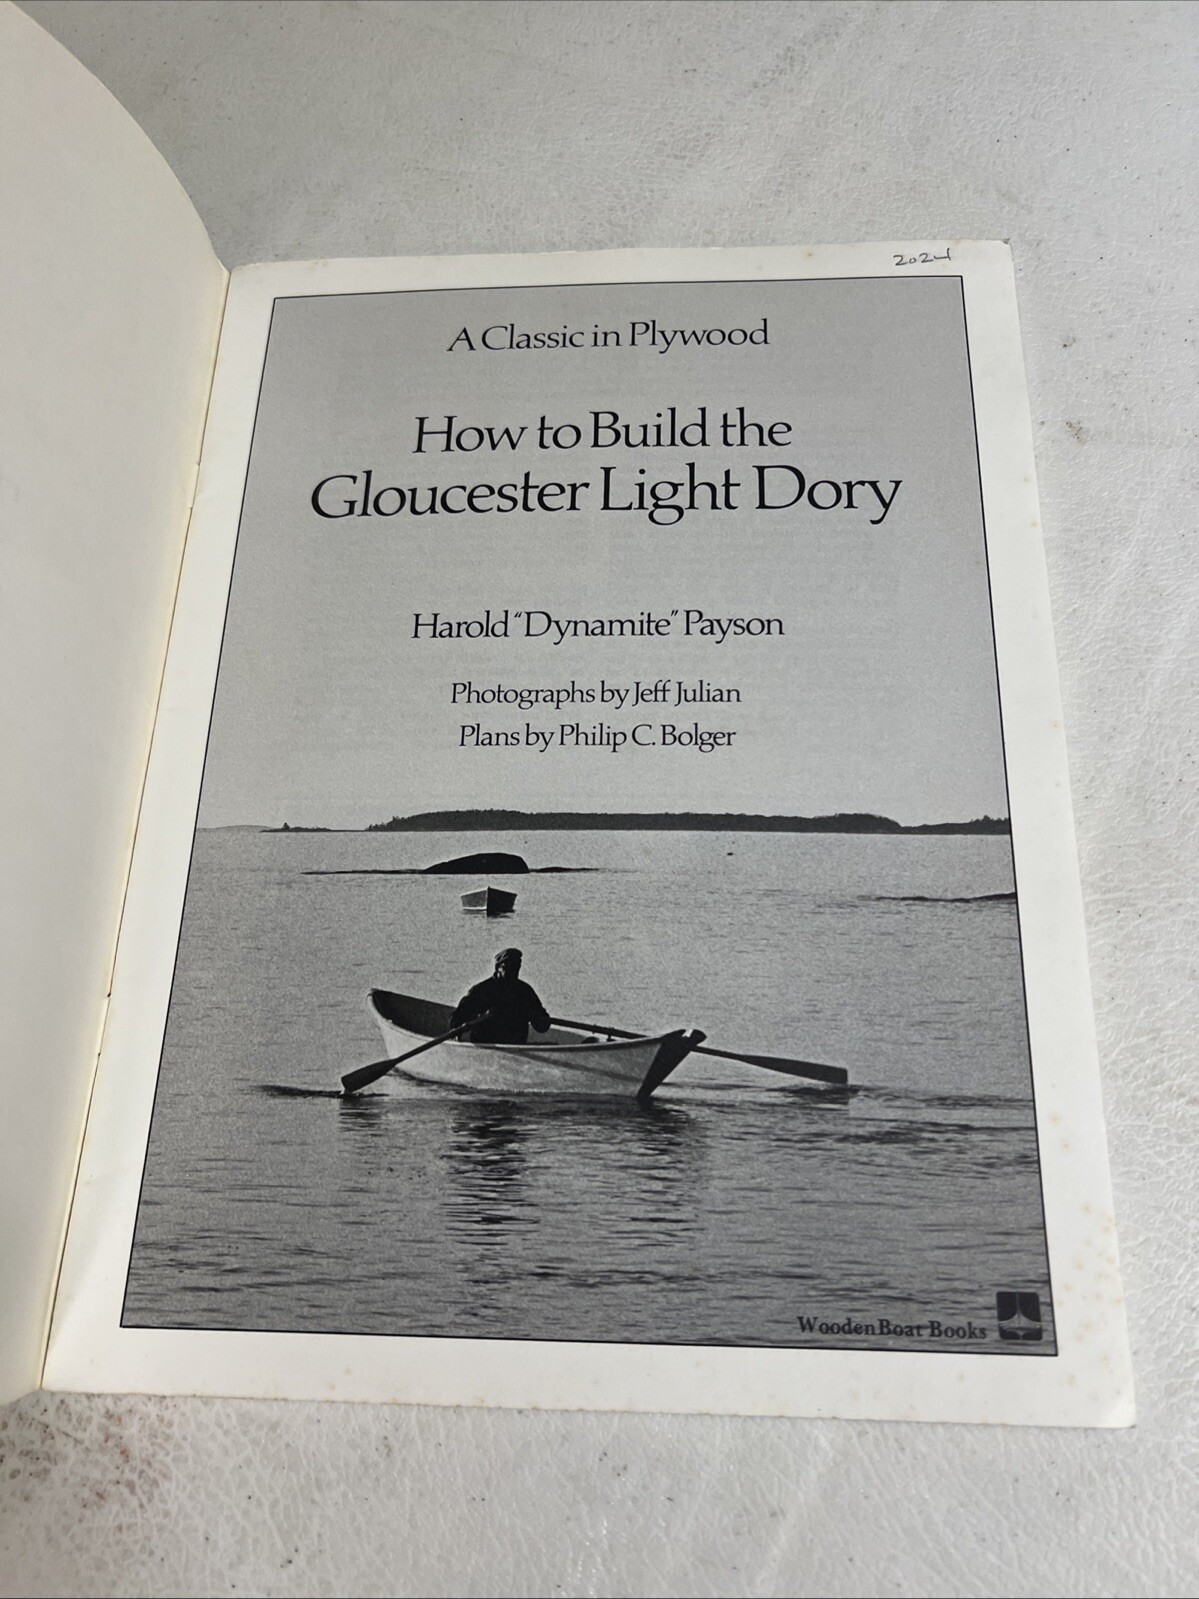 2024
A Classic in Plywood
How to Build the
Gloucester Light Dory
Harold "Dynamite" Payson
Photographs by Jeff Julian
Plans by Philip C. Bolger
WoodenBoat Books